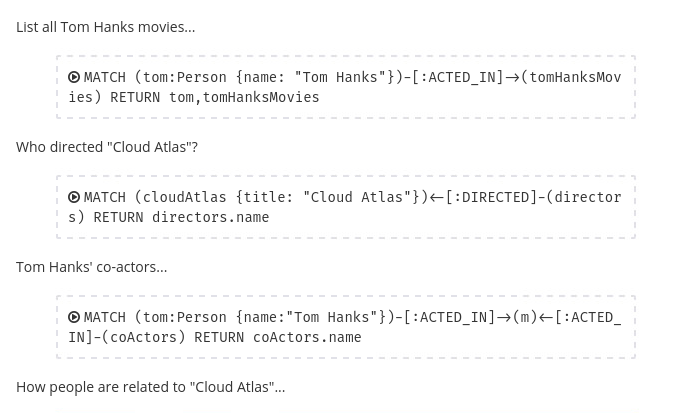 List all Tom Hanks movies...
MATCH (tom:Person {name: "Tom Hanks"})-[:ACTED_IN]→(tomHanksMov
ies) RETURN tom,tomHanksMovies
Who directed "Cloud Atlas"?
MATCH (cloudAtlas {title: "Cloud Atlas"})←[:DIRECTED]-(director
s) RETURN directors.name
Tom Hanks' co-actors...
MATCH (tom:Person {name:"Tom Hanks"})-[:ACTED_IN]→(m)←[:ACTED_
IN]-(coActors) RETURN coActors.name
How people are related to "Cloud Atlas"...